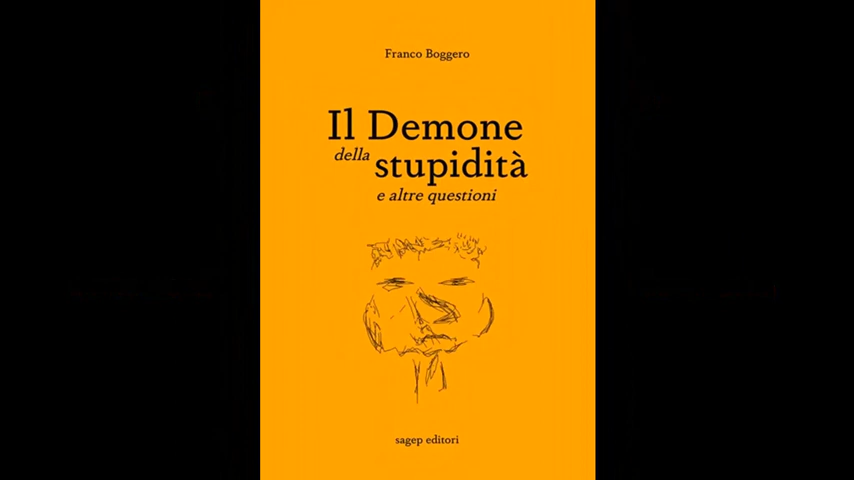 Franco Boggero
Il Demone
della stupidità
e altre questioni
sagep editori